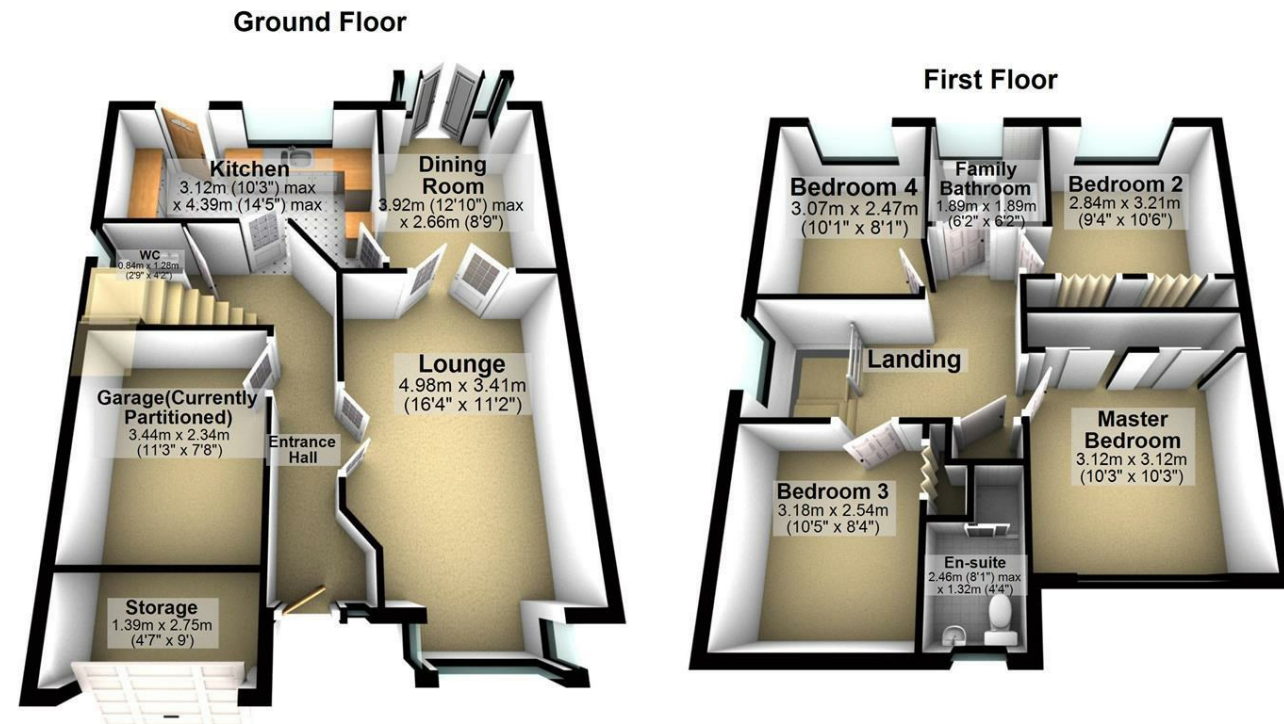 Ground Floor
Kitchen
3.12m (10'3") max
x 4.39m (14'5") max
Dining
Room
3.92m (12'10") max
x 2.66m (8'9")
WC
0.84m x 1.28m
(2'9" x 4'2")
Lounge
4.98m x 3.41m
(16'4" x 11'2")
Garage(Currently
Partitioned)
3.44m x 2.34m
(11'3" x 7'8")
Entrance
Hall
Storage
1.39m x 2.75m
(4'7" x 9')
First Floor
Bedroom 4
3.07m x 2.47m
(10'1" x 8'1")
Family
Bathroom
1.89m x 1.89m
(6'2" x 6'2")
Bedroom 2
2.84m x 3.21m
(9'4" x 10'6")
Landing
Master
Bedroom
3.12m x 3.12m
(10'3" x 10'3")
Bedroom 3
3.18m x 2.54m
(10'5" x 8'4")
En-suite
2.46m (8'1") max
x 1.32m (4'4")